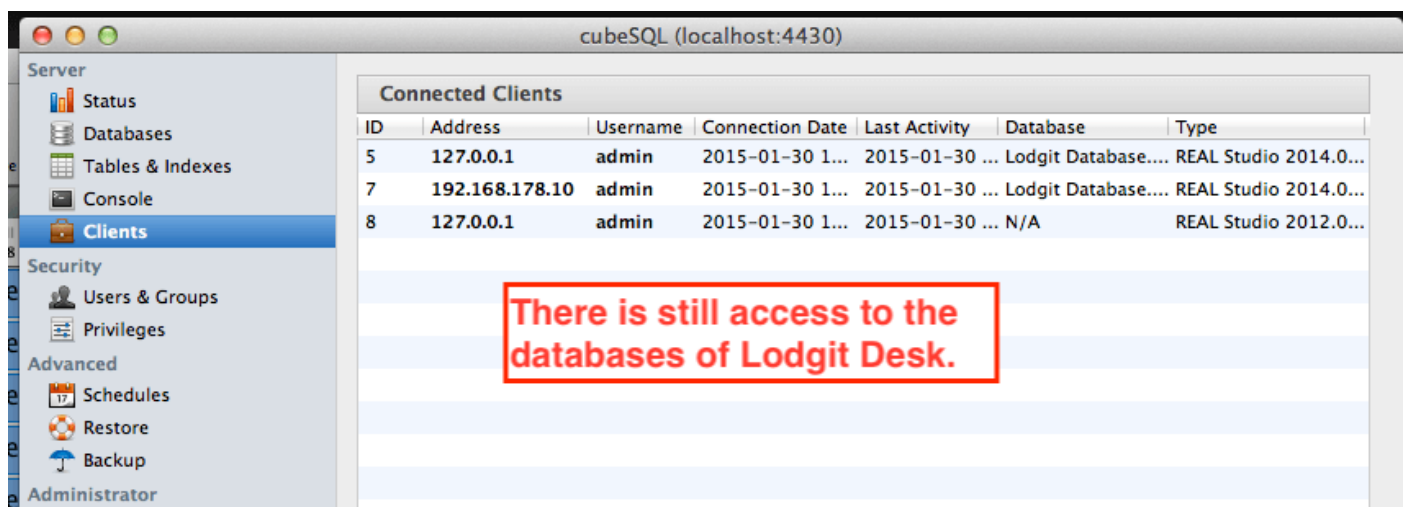 cubeSQL (localhost:4430)
Server
Status
Databases
Tables & Indexes
Console
Clients
Security
Users & Groups
Privileges
Advanced
Schedules
17
Restore
Backup
Administrator
Connected Clients
ID Address Username Connection Date Last Activity Database Type
5 127.0.0.1 admin 2015-01-30 1... 2015-01-30 ... Lodgit Database.... REAL Studio 2014.0...
7 192.168.178.10 admin 2015-01-30 1... 2015-01-30 ... Lodgit Database.... REAL Studio 2014.0...
8 127.0.0.1 admin 2015-01-30 1... 2015-01-30 ... N/A REAL Studio 2012.0...
There is still access to the
databases of Lodgit Desk.